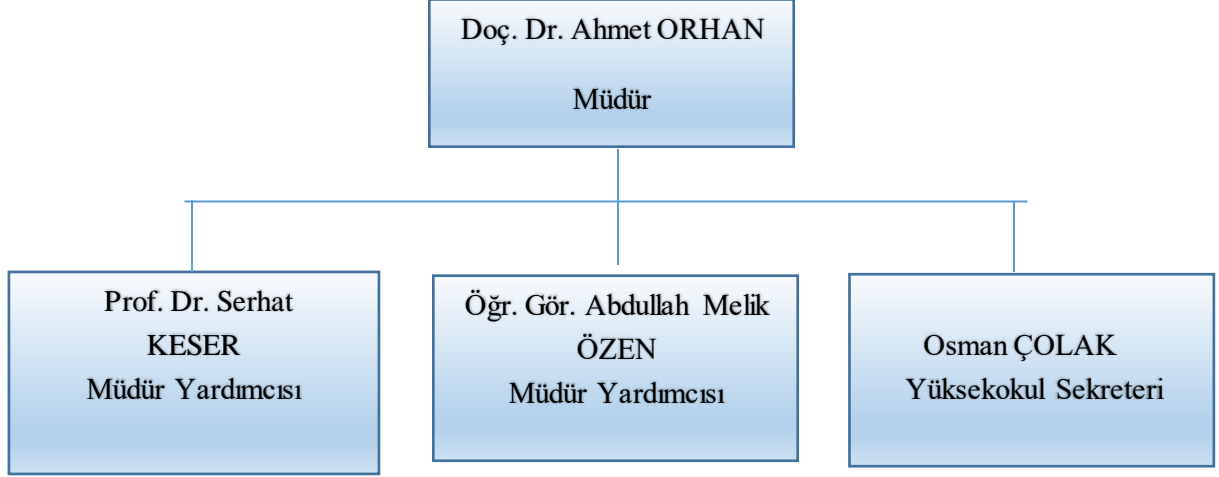 Doç. Dr. Ahmet ORHAN
Müdür
Prof. Dr. Serhat
KESER
Müdür Yardımcısı
Öğr. Gör. Abdullah Melik
ÖZEN
Müdür Yardımcısı
Osman ÇOLAK
Yüksekokul Sekreteri